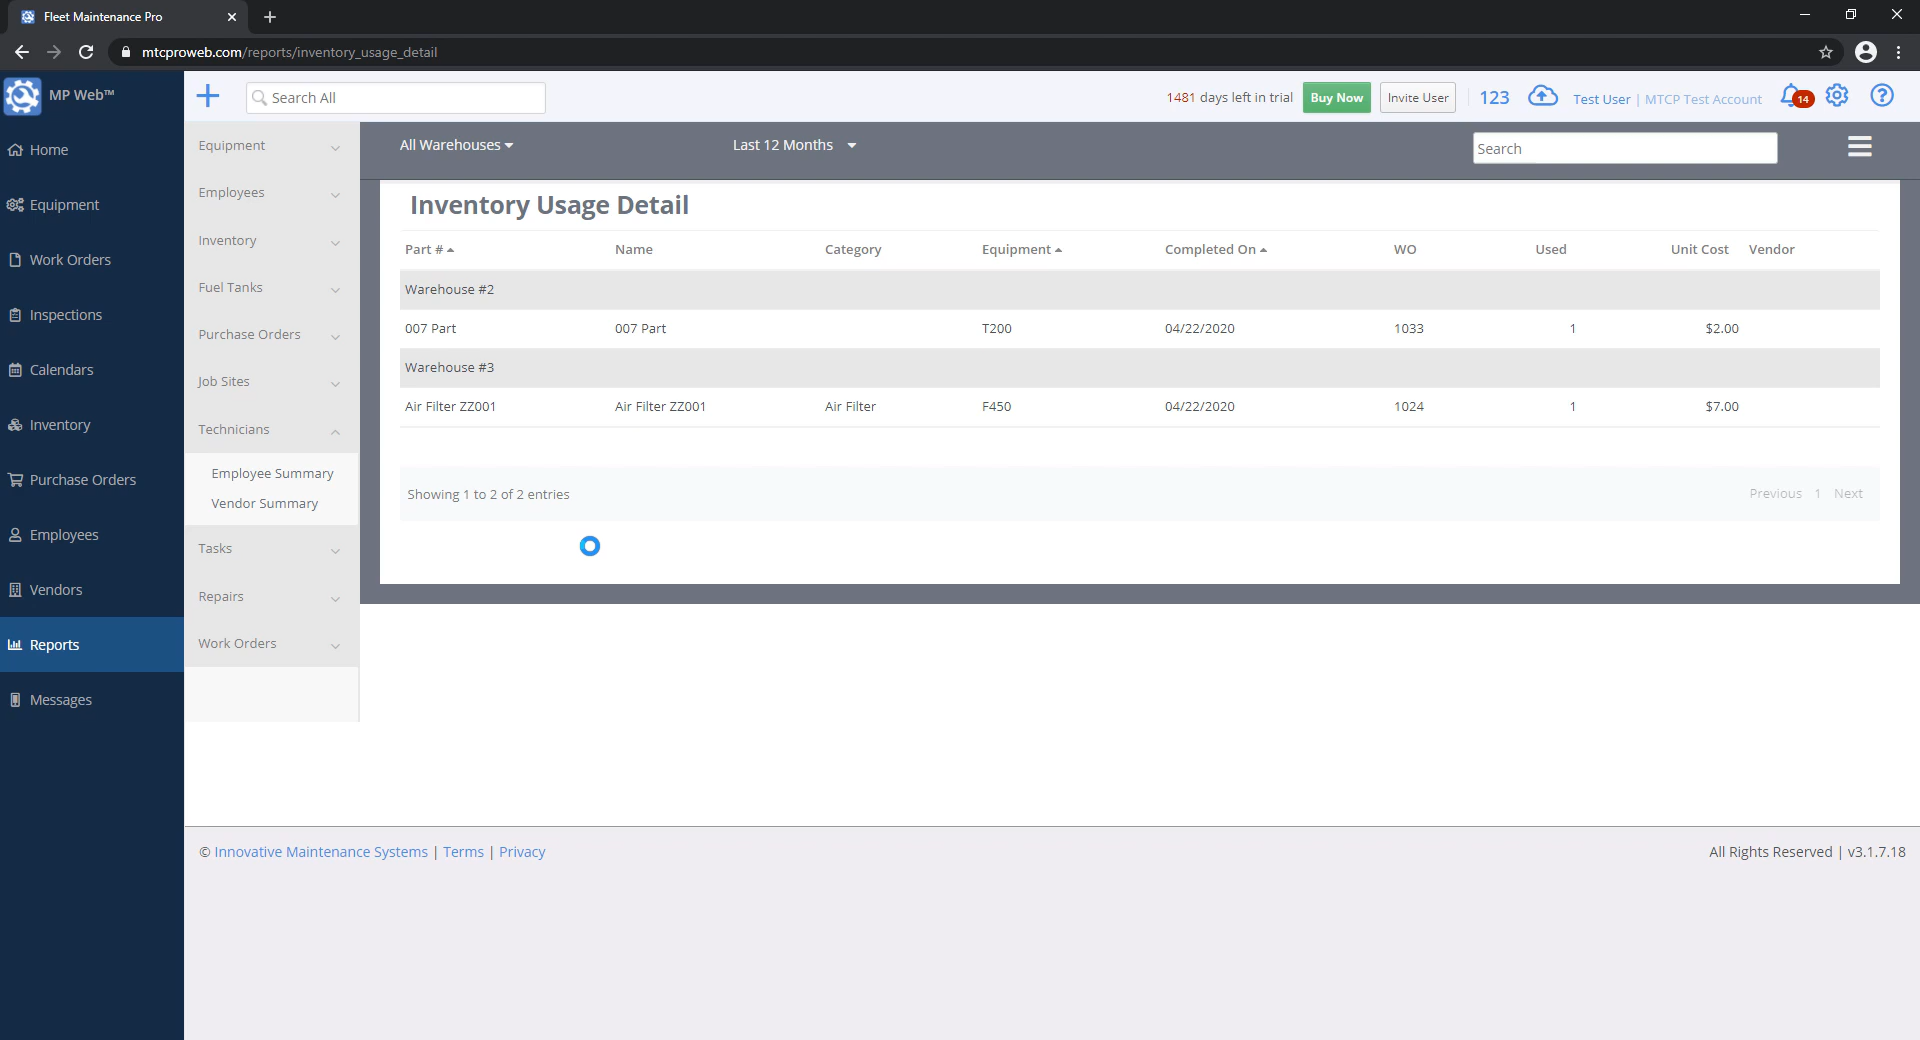 Fleet Maintenance Pro
mtcproweb.com/reports/inventory_usage_detail
MP Web™
Search All
1481 days left in trial
Buy Now
Invite User
123
Test User | MTCP Test Account
14
Home
Equipment
Work Orders
Inspections
Calendars
Inventory
Purchase Orders
Employees
Vendors
Reports
Messages
Equipment
Employees
Inventory
Fuel Tanks
Purchase Orders
Job Sites
Technicians
Employee Summary
Vendor Summary
Tasks
Repairs
Work Orders
All Warehouses
Last 12 Months
Search
Inventory Usage Detail
Part # Name Category Equipment Completed On WO Used Unit Cost Vendor
Warehouse #2
007 Part 007 Part T200 04/22/2020 1033 1 $2.00
Warehouse #3
Air Filter ZZ001 Air Filter ZZ001 Air Filter F450 04/22/2020 1024 1 $7.00
Showing 1 to 2 of 2 entries
Previous 1 Next
© Innovative Maintenance Systems | Terms | Privacy
All Rights Reserved | v3.1.7.18